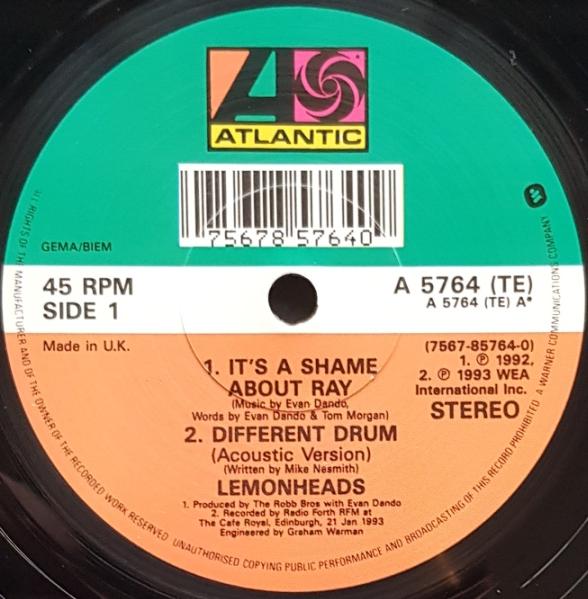 ATLANTIC
75678 57640
GEMA/BIEM
45 RPM
SIDE 1
A 5764 (TE)
A 5764 (TE) A*
Made in U.K.
(7567-85764-0)
1. ℗ 1992.
2. ℗ 1993 WEA
International Inc.
STEREO
1. IT'S A SHAME
ABOUT RAY
(Music by Evan Dando,
Words by Evan Dando & Tom Morgan)
2. DIFFERENT DRUM
(Acoustic Version)
(Written by Mike Nesmith)
LEMONHEADS
1. Produced by The Robb Bros with Evan Dando
2. Recorded by Radio Forth RFM at
The Cafe Royal, Edinburgh, 21 Jan 1993
Engineered by Graham Warman
ALL RIGHTS OF THE MANUFACTURER AND OF THE OWNER OF THE RECORDED WORK RESERVED UNAUTHORISED COPYING PUBLIC PERFORMANCE AND BROADCASTING OF THIS RECORD PROHIBITED A WARNER COMMUNICATIONS COMPANY